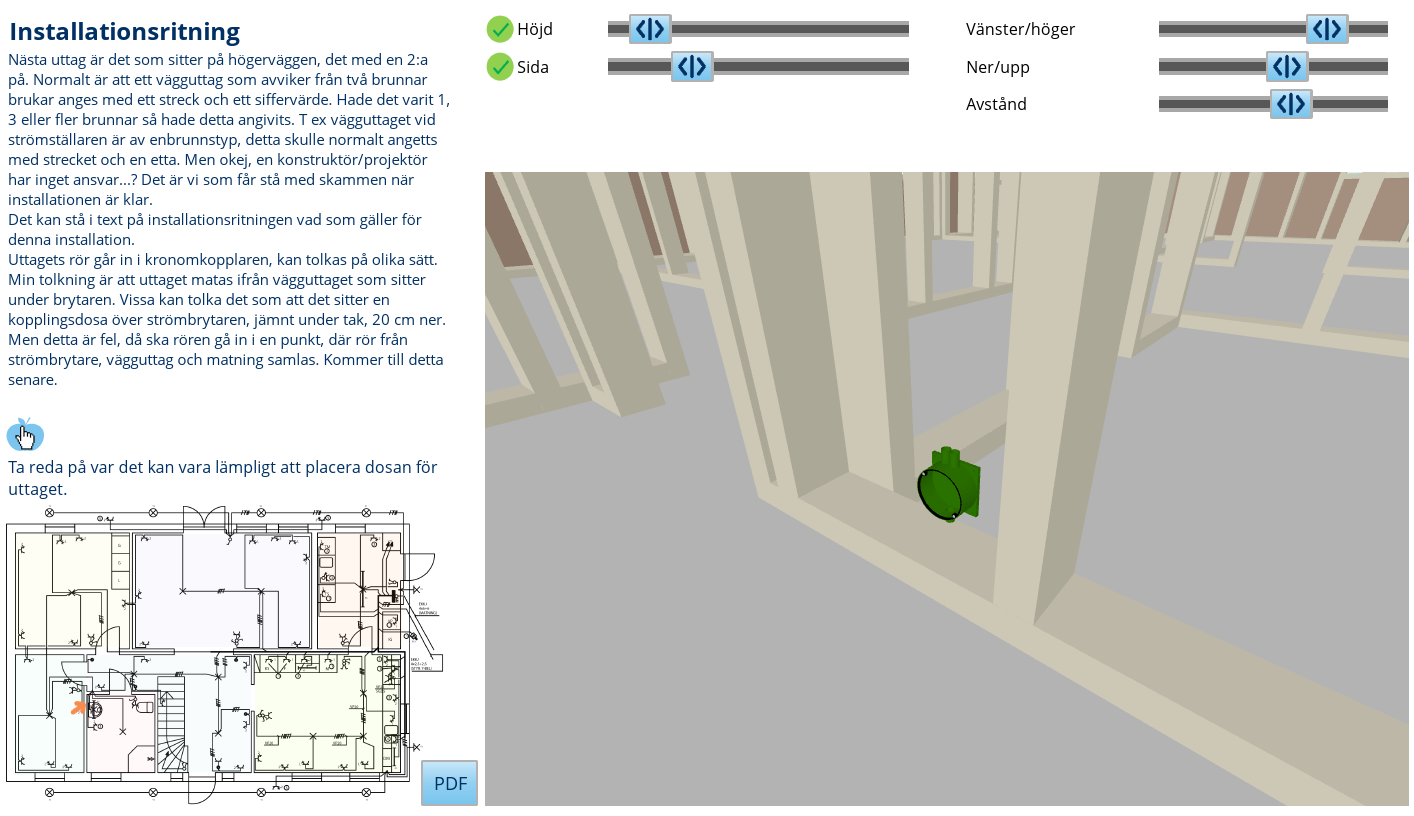 Installationsritning
Nästa uttag är det som sitter på högerväggen, det med en 2:a
på. Normalt är att ett vägguttag som avviker från två brunnar
brukar anges med ett streck och ett siffervärde. Hade det varit 1,
3 eller fler brunnar så hade detta angivits. T ex vägguttaget vid
strömställaren är av enbrunnstyp, detta skulle normalt angetts
med strecket och en etta. Men okej, en konstruktör/projektör
har inget ansvar...? Det är vi som får stå med skammen när
installationen är klar.
Det kan stå i text på installationsritningen vad som gäller för
denna installation.
Uttagets rör går in i kronomkopplaren, kan tolkas på olika sätt.
Min tolkning är att uttaget matas ifrån vägguttaget som sitter
under brytaren. Vissa kan tolka det som att det sitter en
kopplingsdosa över strömbrytaren, jämnt under tak, 20 cm ner.
Men detta är fel, då ska rören gå in i en punkt, där rör från
strömbrytare, vägguttag och matning samlas. Kommer till detta
senare.
Ta reda på var det kan vara lämpligt att placera dosan för
uttaget.
PDF
Höjd
Sida
Vänster/höger
Ner/upp
Avstånd